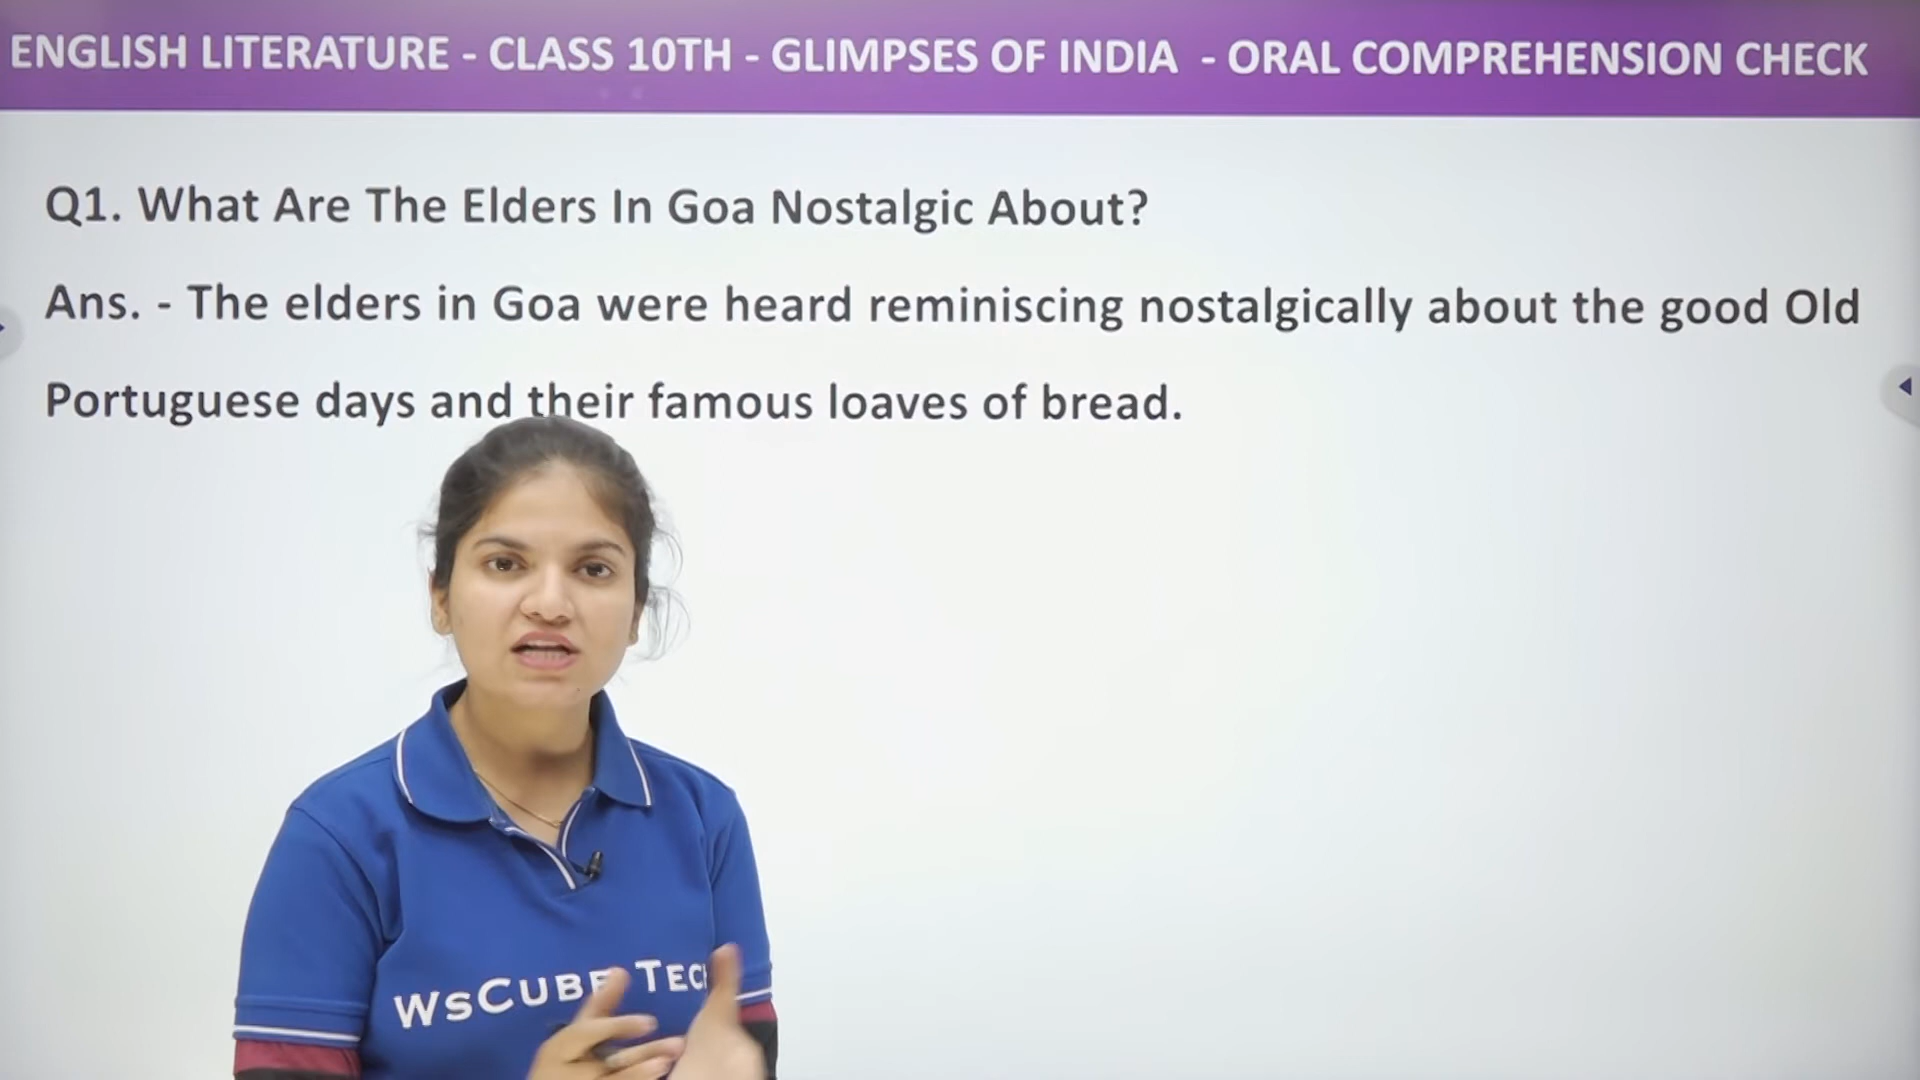 ENGLISH LITERATURE - CLASS 10TH - GLIMPSES OF INDIA - ORAL COMPREHENSION CHECK
Q1. What Are The Elders In Goa Nostalgic About?
Ans. - The elders in Goa were heard reminiscing nostalgically about the good Old
Portuguese days and their famous loaves of bread.
WSCUBE TECH